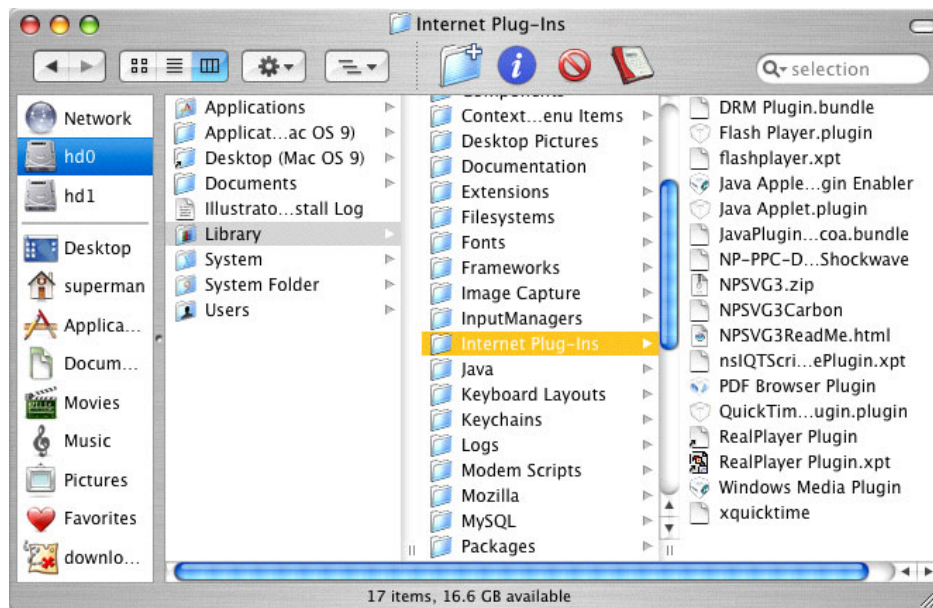 Internet Plug-Ins
selection
Network
hd0
hd1
Desktop
superman
Applica...
Docum...
Movies
Music
Pictures
Favorites
downlo...
Applications
Applicat...ac OS 9)
Desktop (Mac OS 9)
Documents
Illustrato...stall Log
Library
System
System Folder
Users
Components
Context...enu Items
Desktop Pictures
Documentation
Extensions
Filesystems
Fonts
Frameworks
Image Capture
InputManagers
Internet Plug-Ins
Java
Keyboard Layouts
Keychains
Logs
Modem Scripts
Mozilla
MySQL
Packages
DRM Plugin.bundle
Flash Player.plugin
flashplayer.xpt
Java Apple...gin Enabler
Java Applet.plugin
JavaPlugin...coa.bundle
NP-PPC-D...Shockwave
NPSVG3.zip
NPSVG3Carbon
NPSVG3ReadMe.html
nsIQTScri...ePlugin.xpt
PDF Browser Plugin
QuickTim...ugin.plugin
RealPlayer Plugin
RealPlayer Plugin.xpt
Windows Media Plugin
xquicktime
17 items, 16.6 GB available